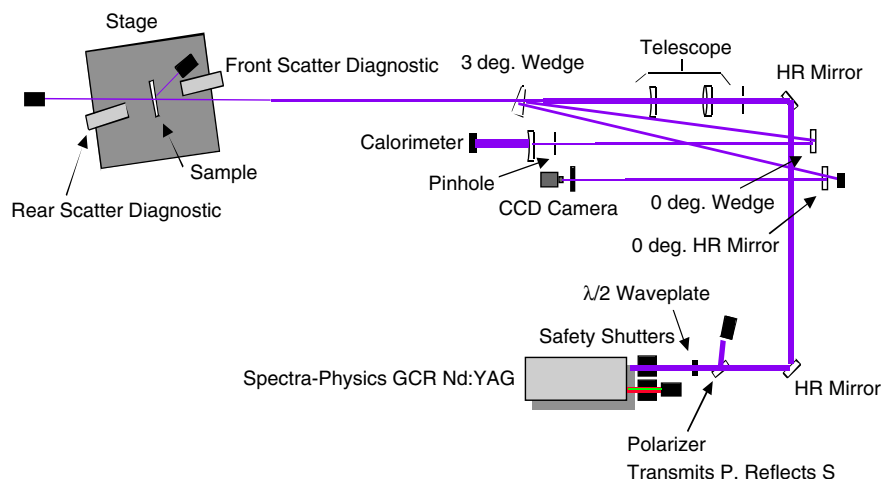 Stage
Telescope
3 deg. Wedge
Front Scatter Diagnostic
HR Mirror
Calorimeter
Sample
Pinhole
CCD Camera
0 deg. Wedge
Rear Scatter Diagnostic
0 deg. HR Mirror
λ/2 Waveplate
Safety Shutters
Spectra-Physics GCR Nd:YAG
HR Mirror
Polarizer
Transmits P, Reflects S